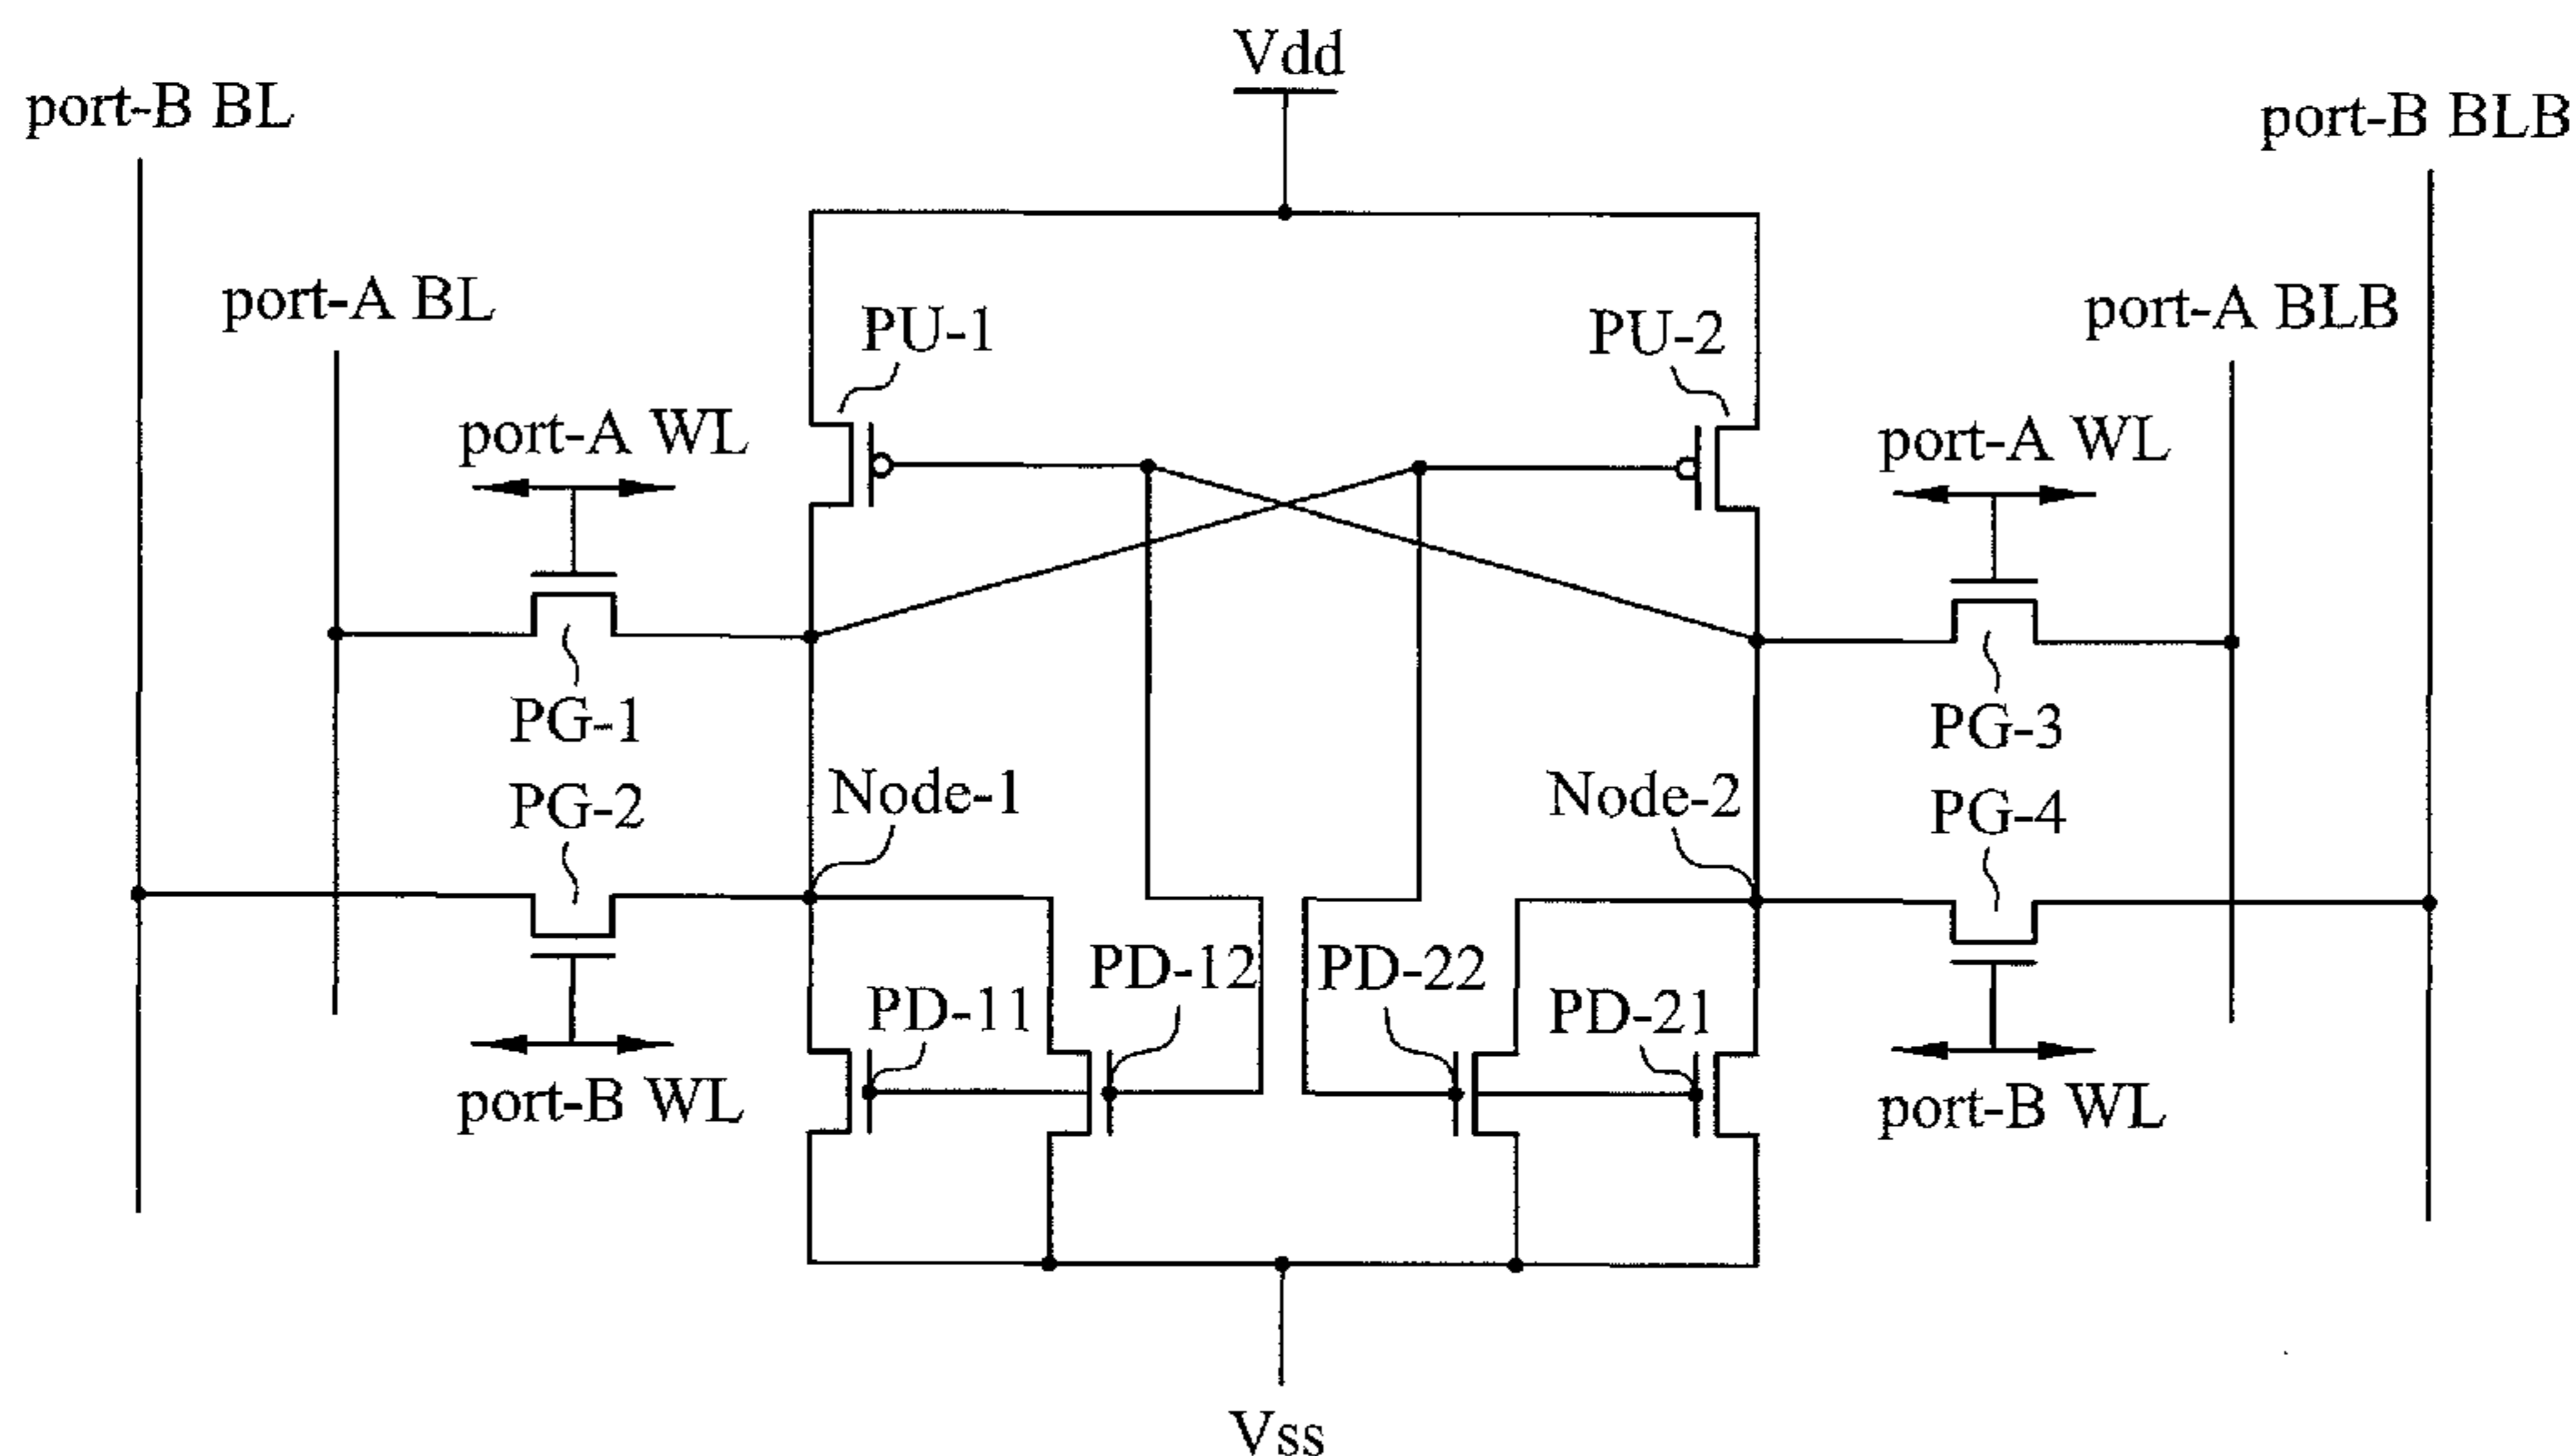 Vdd
port-B BL
port-B BLB
port-A BL
port-A BLB
PU-1
PU-2
port-A WL
port-A WL
PG-1
PG-3
Node-1
Node-2
PG-2
PG-4
PD-12
PD-22
PD-11
PD-21
port-B WL
port-B WL
Vss